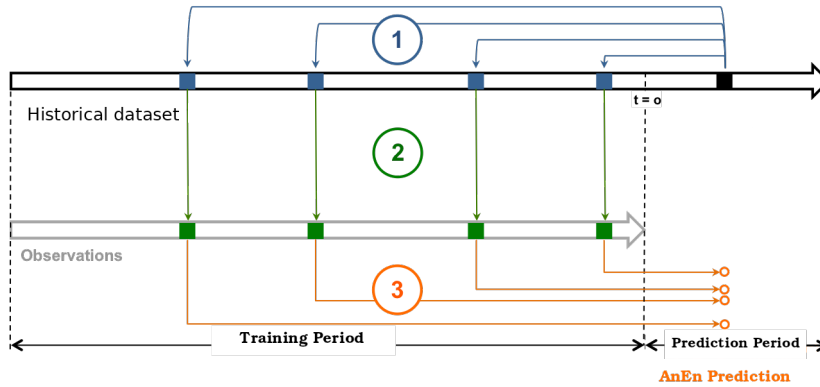 1
t = o
Historical dataset
2
Observations
3
Training Period
Prediction Period
AnEn Prediction